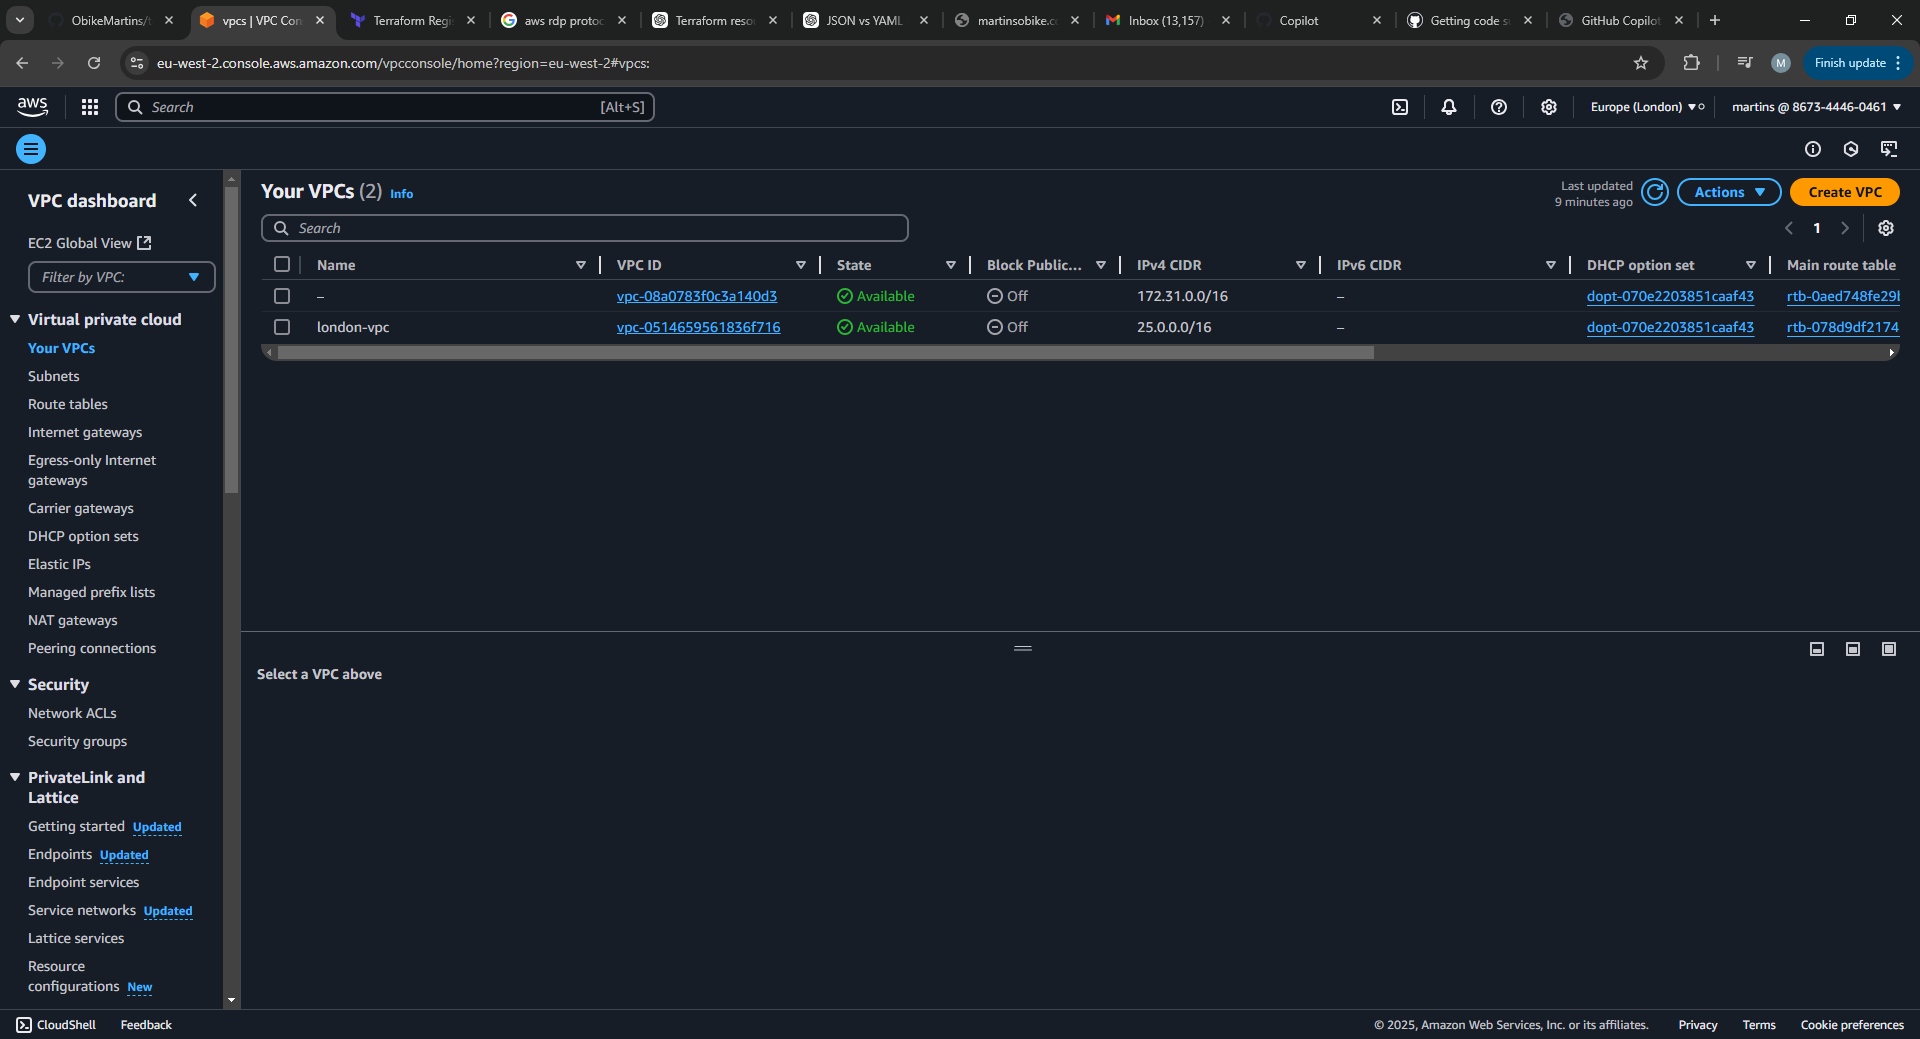 ObikeMartins/t
vpcs | VPC Con
Terraform Regis
aws rdp protoc
Terraform reso
JSON vs YAML
martinsobike.c
Inbox (13,157)
Copilot
Getting code s
GitHub Copilot
eu-west-2.console.aws.amazon.com/vpcconsole/home?region=eu-west-2#vpcs:
M
Finish update
aws
Search
[Alt+S]
Europe (London)
martins @ 8673-4446-0461
VPC dashboard
EC2 Global View
Filter by VPC:
Virtual private cloud
Your VPCs
Subnets
Route tables
Internet gateways
Egress-only Internet
gateways
Carrier gateways
DHCP option sets
Elastic IPs
Managed prefix lists
NAT gateways
Peering connections
Security
Network ACLs
Security groups
PrivateLink and
Lattice
Getting started Updated
Endpoints Updated
Endpoint services
Service networks Updated
Lattice services
Resource
configurations New
Your VPCs (2) Info
Last updated
9 minutes ago
Actions
Create VPC
Search
1
Name VPC ID State Block Public... IPv4 CIDR IPv6 CIDR DHCP option set Main route table
– vpc-08a0783f0c3a140d3 Available Off 172.31.0.0/16 – dopt-070e2203851caaf43 rtb-0aed748fe29b
london-vpc vpc-0514659561836f716 Available Off 25.0.0.0/16 – dopt-070e2203851caaf43 rtb-078d9df2174
Select a VPC above
CloudShell
Feedback
© 2025, Amazon Web Services, Inc. or its affiliates.
Privacy
Terms
Cookie preferences